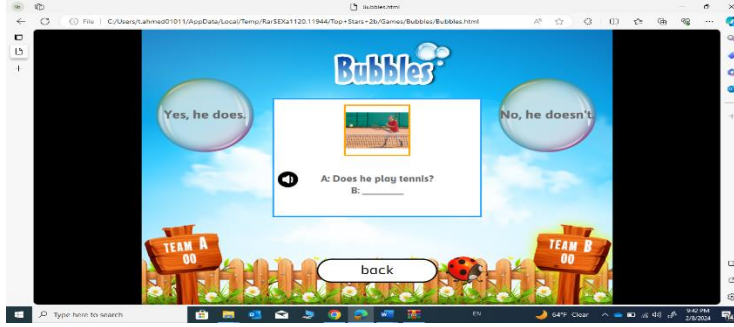 Bubbles.html
File
C:/Users/t.ahmed01011/AppData/Local/Temp/Rar$EXa1120.11944/Top+Stars+2b/Games/Bubbles/Bubbles.html
Bubbles
Yes, he does.
No, he doesn't.
A: Does he play tennis?
B: ________
TEAM A
00
TEAM B
00
back
Type here to search
EN
64°F Clear
9:42 PM
2/8/2024